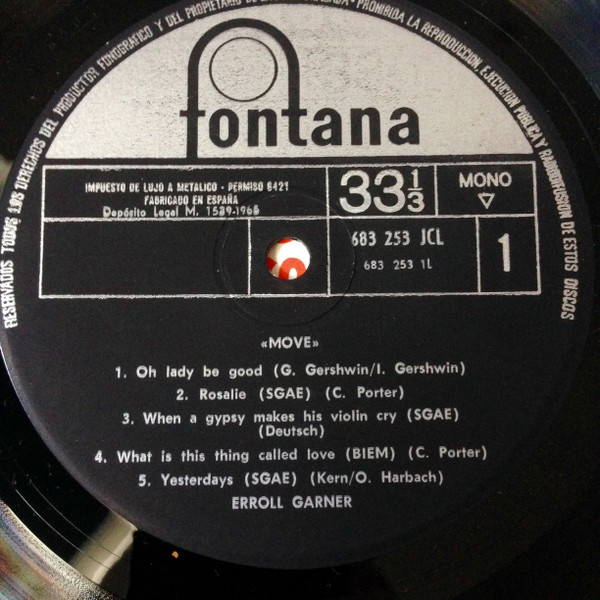 RESERVADOS TODOS LOS DERECHOS DEL PRODUCTOR FONOGRAFICO Y DEL PROPIETARIO DE
PROHIBIDA LA REPRODUCCION, EJECUCION PUBLICA Y RADIODIFUSION DE ESTOS DISCOS
fontana
IMPUESTO DE LUJO A METALICO - PERMISO 6421
FABRICADO EN ESPAÑA
Depósito Legal M. 1539-1965
33 1/3
MONO
683 253 JCL
683 253 1L
1
«MOVE»
1. Oh lady be good (G. Gershwin/I. Gershwin)
2. Rosalie (SGAE) (C. Porter)
3. When a gypsy makes his violin cry (SGAE)
(Deutsch)
4. What is this thing called love (BIEM) (C. Porter)
5. Yesterdays (SGAE) (Kern/O. Harbach)
ERROLL GARNER